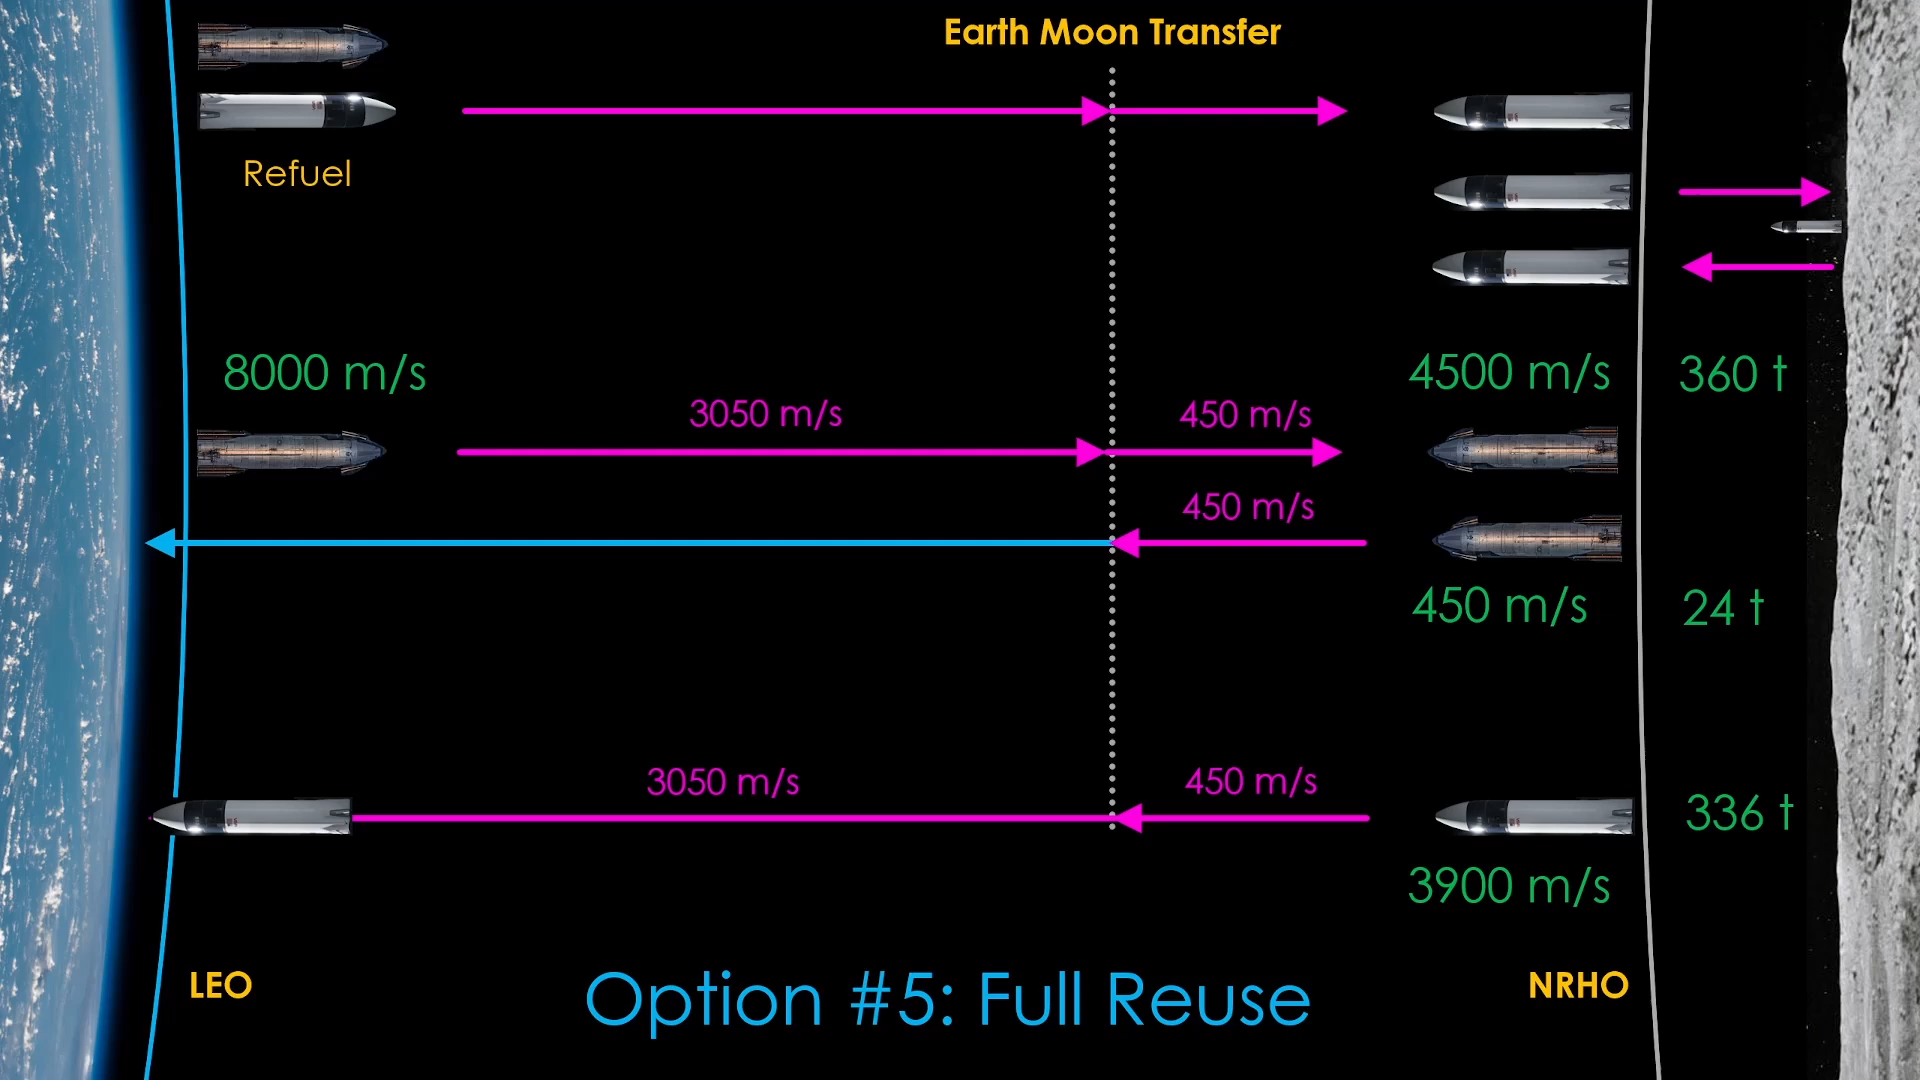 Earth Moon Transfer
Refuel
8000 m/s
4500 m/s
360 t
3050 m/s
450 m/s
450 m/s
450 m/s
24 t
3050 m/s
450 m/s
336 t
3900 m/s
LEO
Option #5: Full Reuse
NRHO